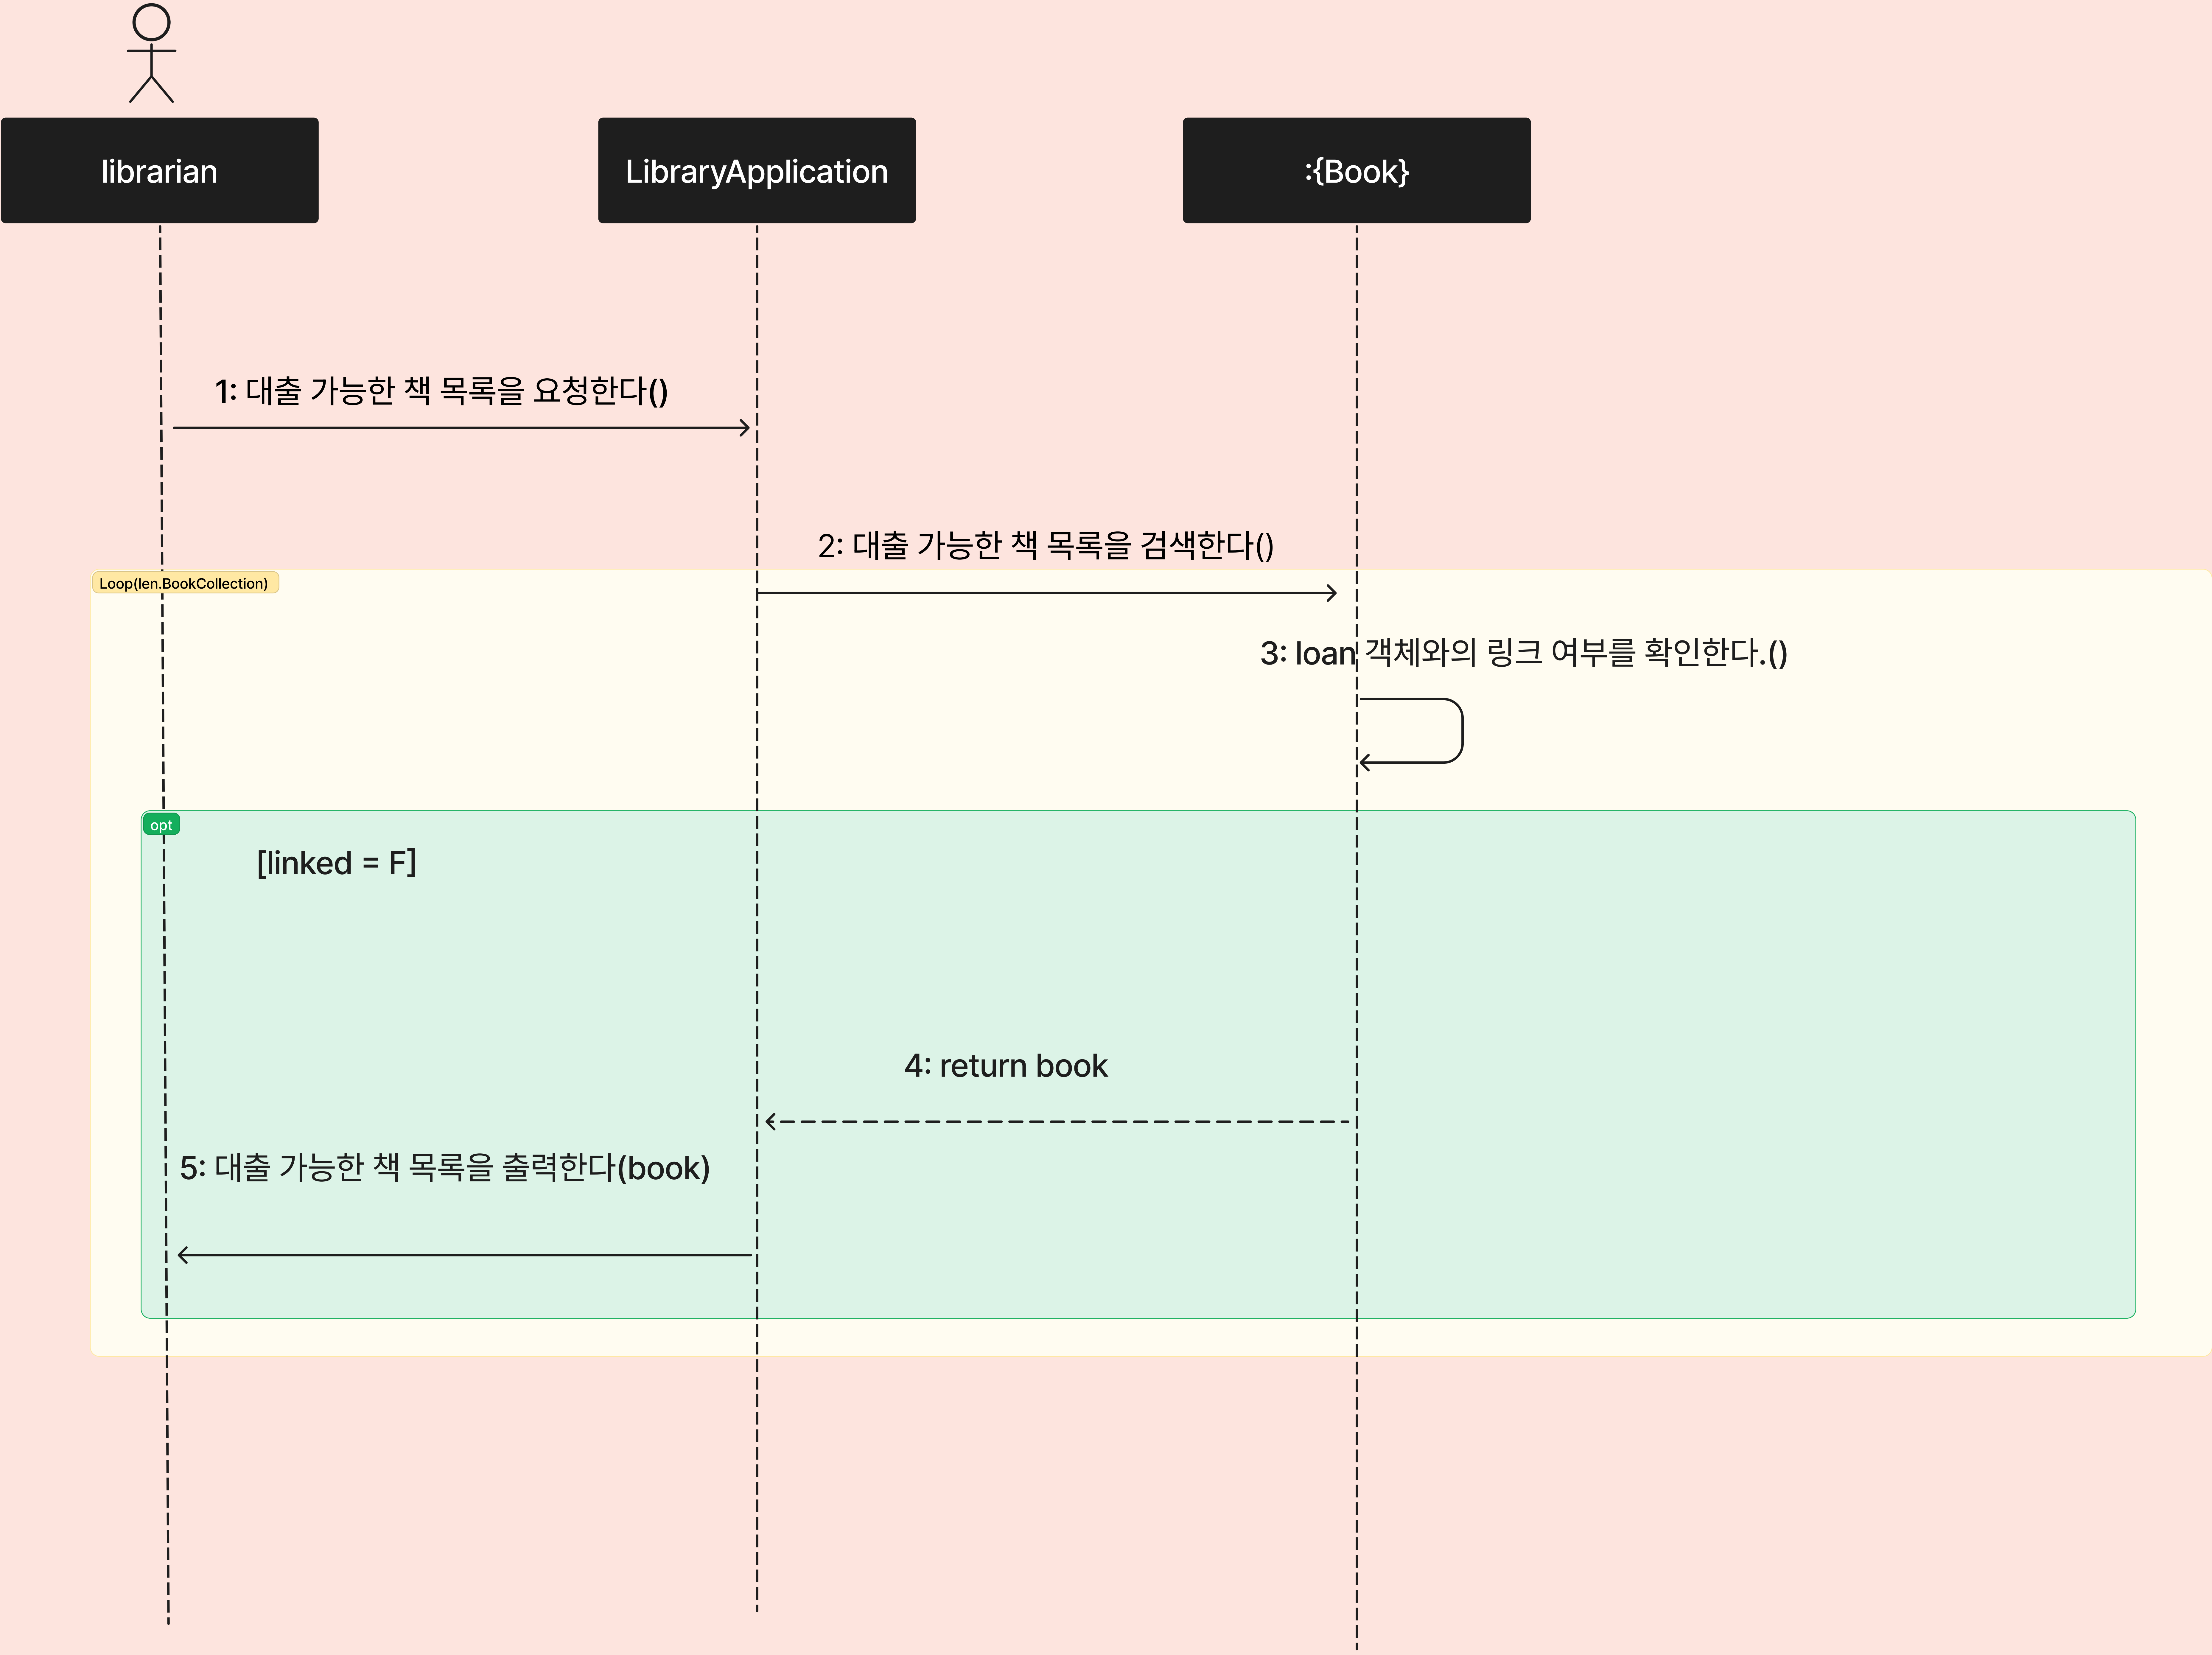 librarian
LibraryApplication
:{Book}
1: 대출 가능한 책 목록을 요청한다()
2: 대출 가능한 책 목록을 검색한다()
Loop(len.BookCollection)
3: loan 객체와의 링크 여부를 확인한다.()
opt
[linked = F]
4: return book
5: 대출 가능한 책 목록을 출력한다(book)